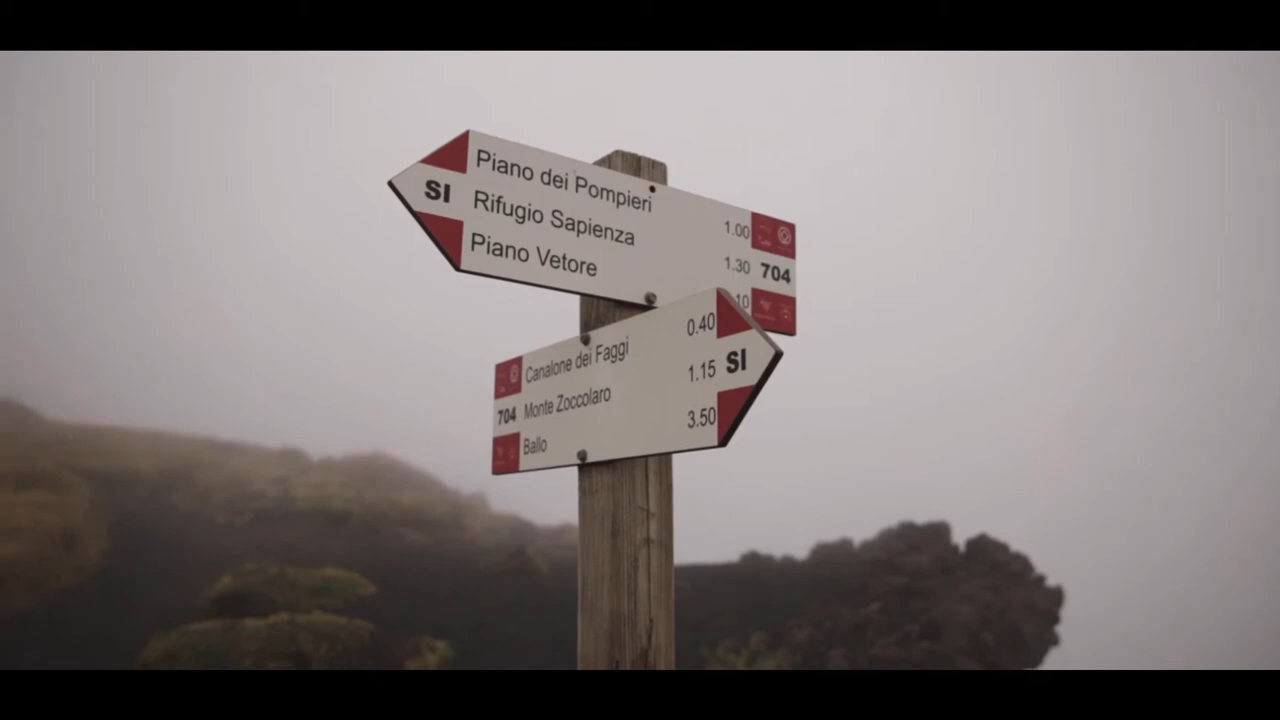 Piano dei Pompieri 1.00
SI Rifugio Sapienza 1.30 704
Piano Vetore 10
Canalone dei Faggi 0.40
704 Monte Zoccolaro 1.15 SI
Ballo 3.50